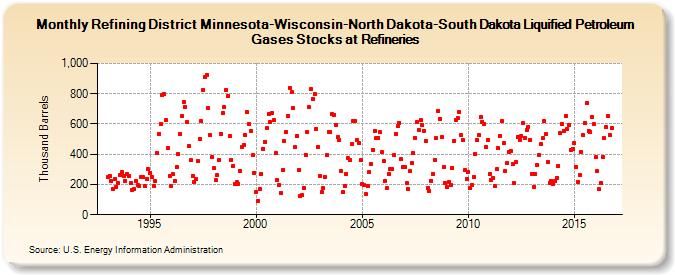 Monthly Refining District Minnesota-Wisconsin-North Dakota-South Dakota Liquified Petroleum
Gases Stocks at Refineries
Thousand Barrels
1,000
800
600
400
200
0
1995
2000
2005
2010
2015
Source: U.S. Energy Information Administration